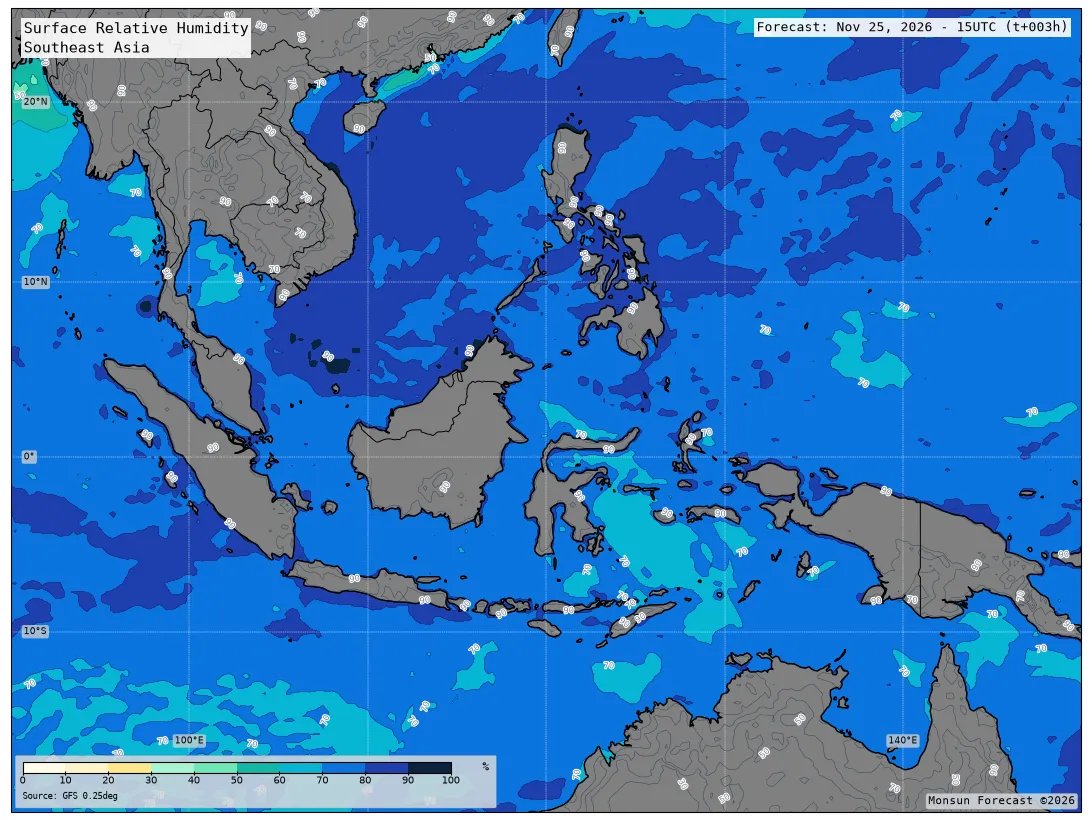 Surface Relative Humidity
Southeast Asia
Forecast: Nov 25, 2026 - 15UTC (t+003h)
20°N
10°N
0°
10°S
100°E
140°E
0 10 20 30 40 50 60 70 80 90 100 %
Source: GFS 0.25deg
Monsun Forecast ©2026